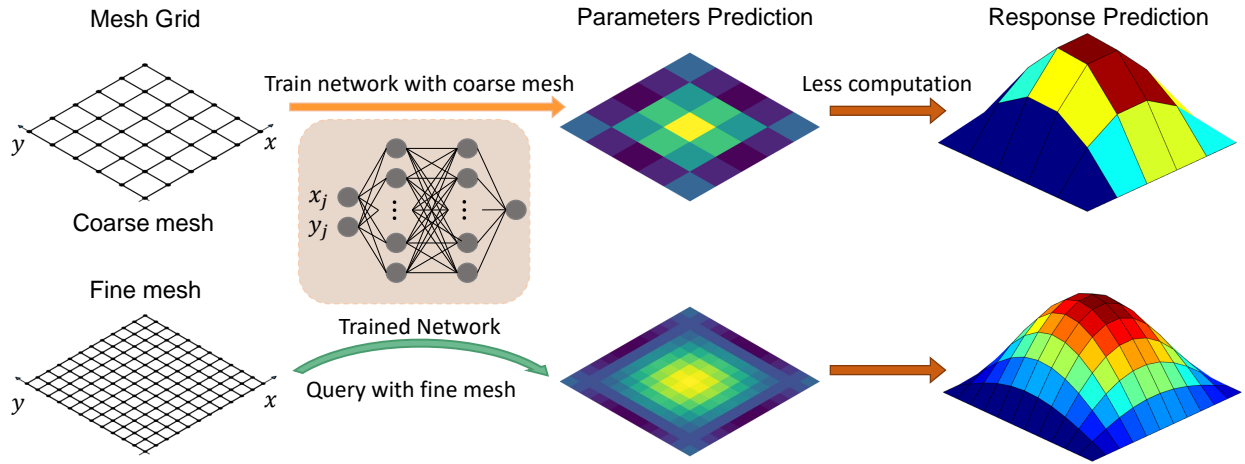 Mesh Grid
Parameters Prediction
Response Prediction
Train network with coarse mesh
Less computation
y
x
x_j
y_j
⋮ ⋮
Coarse mesh
Fine mesh
Trained Network
Query with fine mesh
y
x